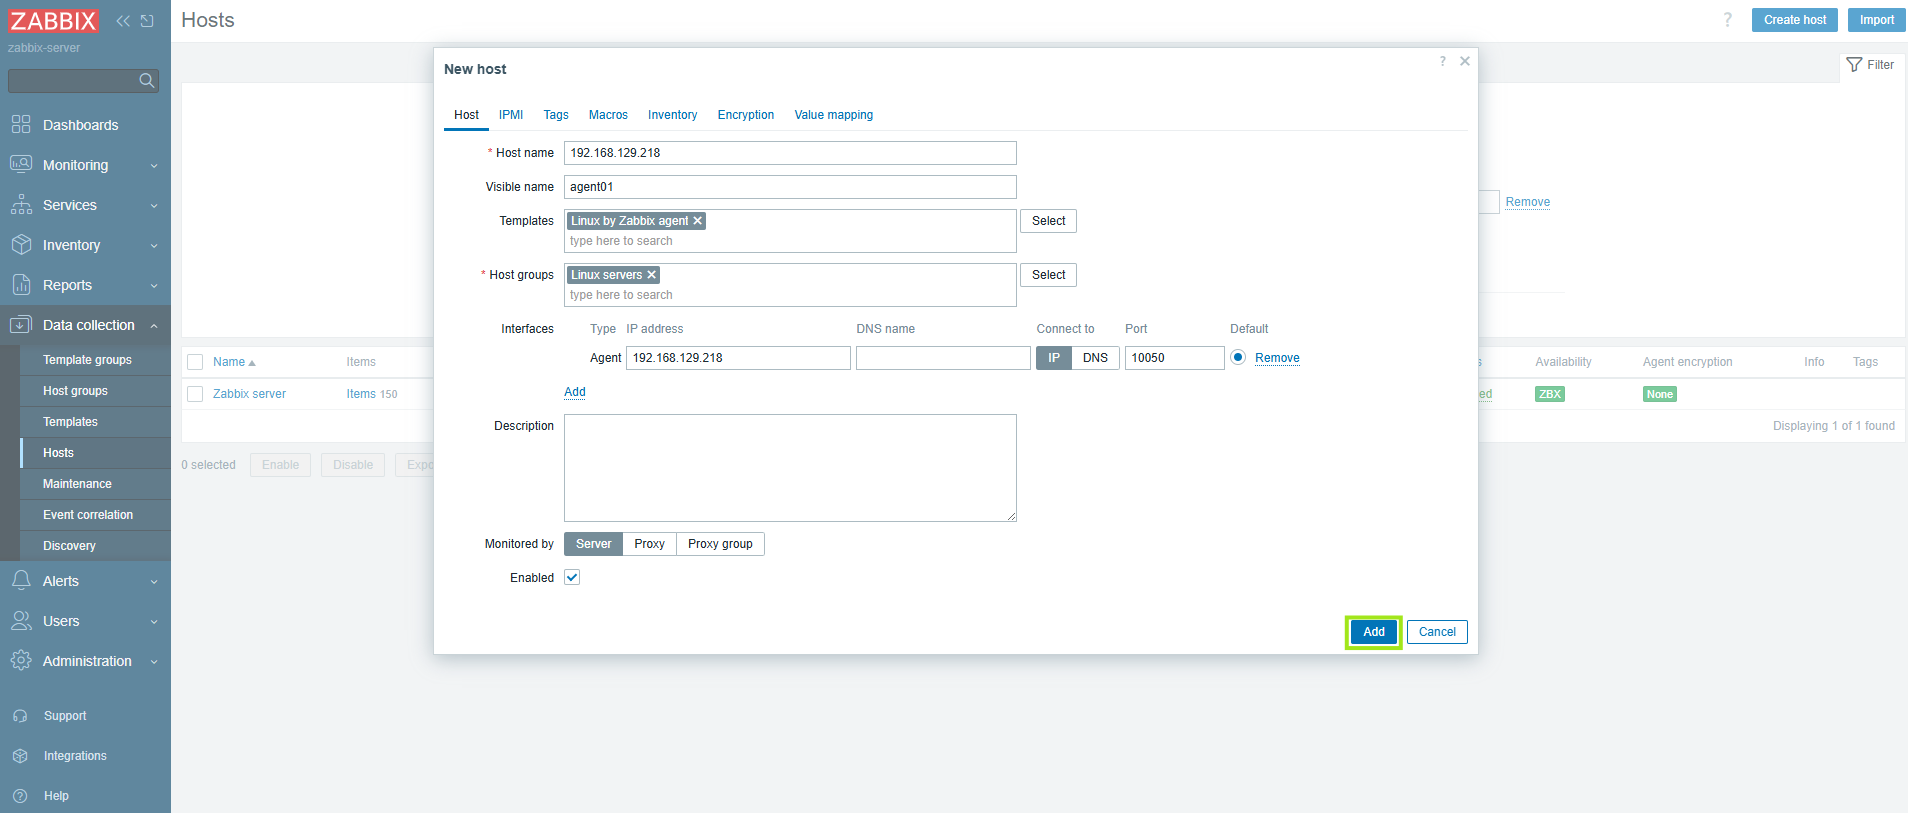 ZABBIX
zabbix-server
Dashboards
Monitoring
Services
Inventory
Reports
Data collection
Template groups
Host groups
Templates
Hosts
Maintenance
Event correlation
Discovery
Alerts
Users
Administration
Support
Integrations
Help
Hosts
? Create host Import
Filter
Remove
Name Items
Zabbix server Items 150
0 selected Enable Disable Expo
Availability Agent encryption Info Tags
ed ZBX None
Displaying 1 of 1 found
New host ?
Host IPMI Tags Macros Inventory Encryption Value mapping
* Host name 192.168.129.218
Visible name agent01
Templates Linux by Zabbix agent Select
type here to search
* Host groups Linux servers Select
type here to search
Interfaces Type IP address DNS name Connect to Port Default
Agent 192.168.129.218 IP DNS 10050 Remove
Add
Description
Monitored by Server Proxy Proxy group
Enabled
Add Cancel